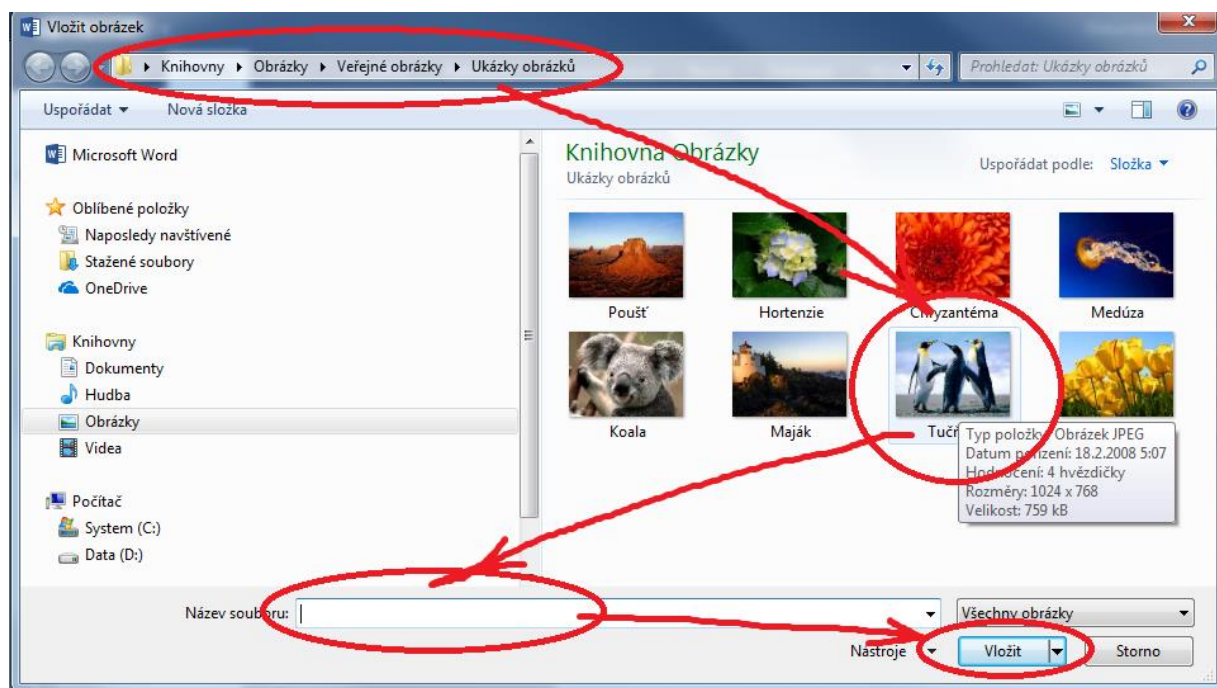 Vložit obrázek
Knihovny ▸ Obrázky ▸ Veřejné obrázky ▸ Ukázky obrázků
Prohledat: Ukázky obrázků
Uspořádat
Nová složka
Microsoft Word
Oblíbené položky
Naposledy navštívené
Stažené soubory
OneDrive
Knihovny
Dokumenty
Hudba
Obrázky
Videa
Počítač
System (C:)
Data (D:)
Knihovna Obrázky
Ukázky obrázků
Uspořádat podle: Složka
Poušť
Hortenzie
Chryzantéma
Medúza
Koala
Maják
Typ položky: Obrázek JPEG
Datum pořízení: 18.2.2008 5:07
Hodnocení: 4 hvězdičky
Rozměry: 1024 x 768
Velikost: 759 kB
Název souboru:
Všechny obrázky
Nástroje
Vložit
Storno